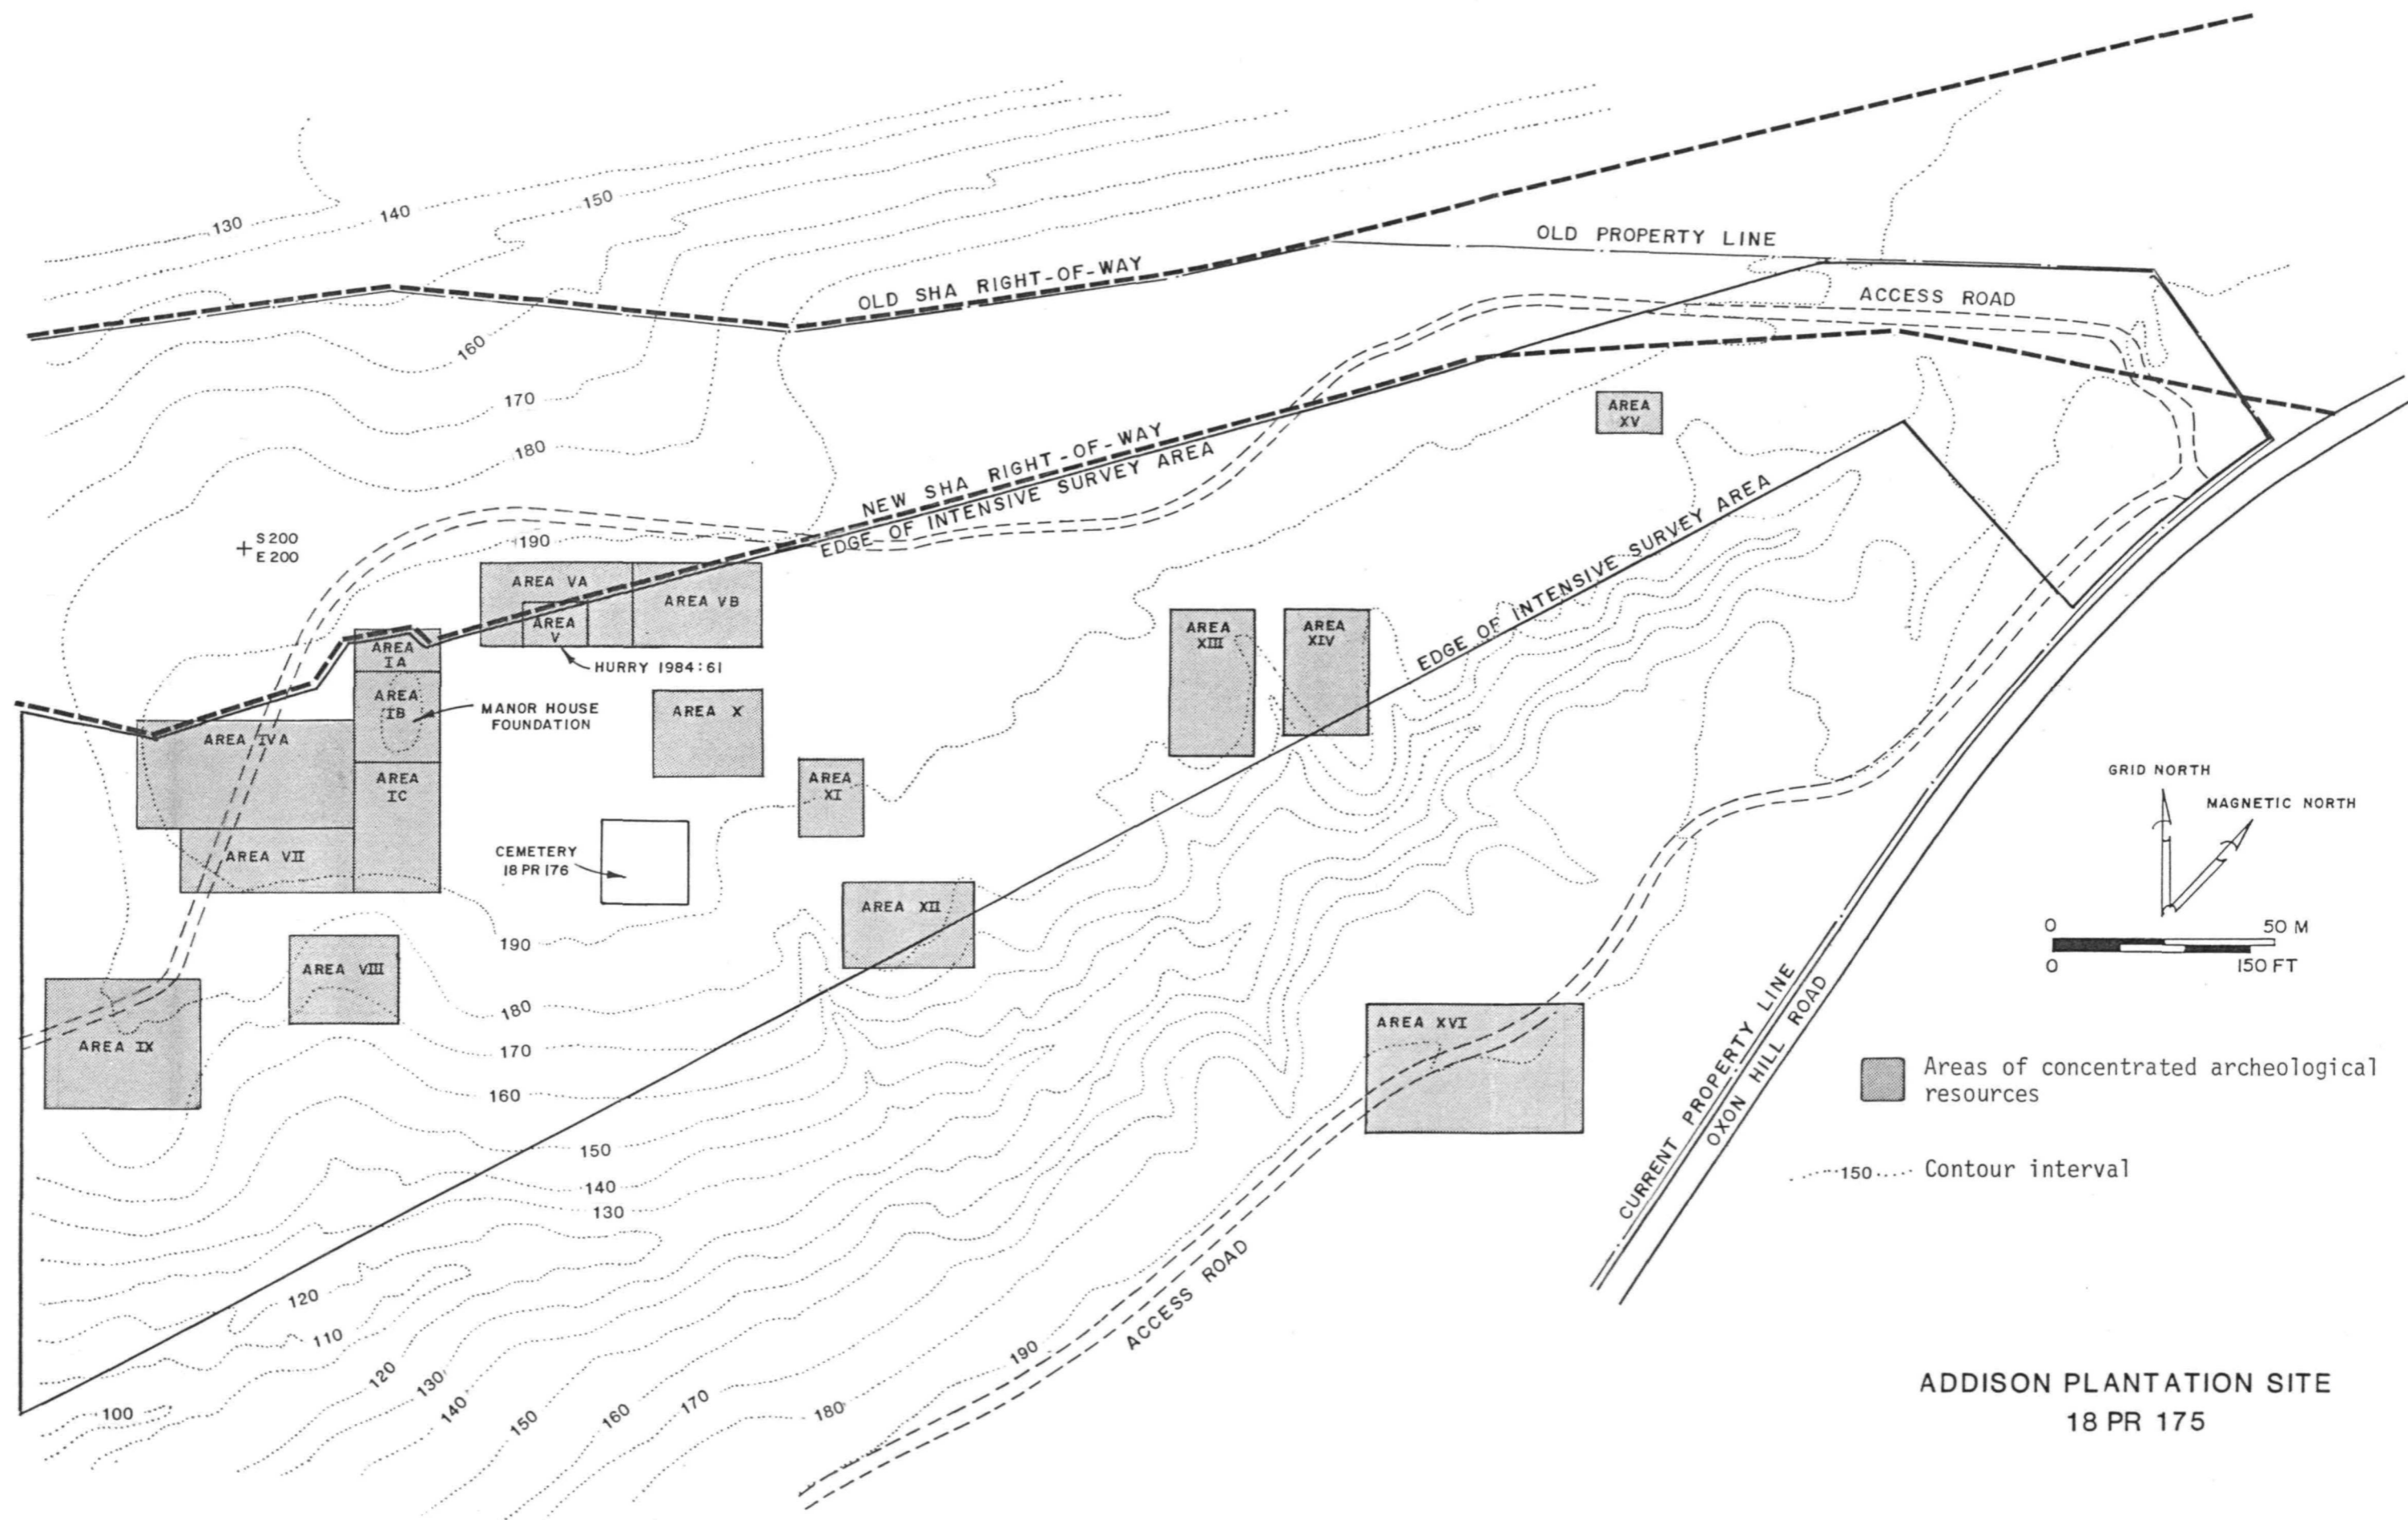 130
140
150
OLD PROPERTY LINE
OLD SHA RIGHT-OF-WAY
ACCESS ROAD
160
170
180
AREA
XV
NEW SHA RIGHT-OF-WAY
EDGE OF INTENSIVE SURVEY AREA
S 200
E 200
190
AREA VA
AREA VB
AREA
V
HURRY 1984:61
AREA
IA
AREA
IB
MANOR HOUSE
FOUNDATION
AREA X
AREA
XIII
AREA
XIV
EDGE OF INTENSIVE SURVEY AREA
AREA IVA
AREA
IC
AREA
XI
GRID NORTH
MAGNETIC NORTH
AREA VII
CEMETERY
18 PR 176
AREA XII
0
50 M
0
150 FT
190
AREA VIII
180
AREA IX
170
160
AREA XVI
CURRENT PROPERTY LINE
OXON HILL ROAD
Areas of concentrated archeological
resources
150
140
130
150
Contour interval
120
110
ACCESS ROAD
190
120
130
140
150
160
170
180
100
ADDISON PLANTATION SITE
18 PR 175